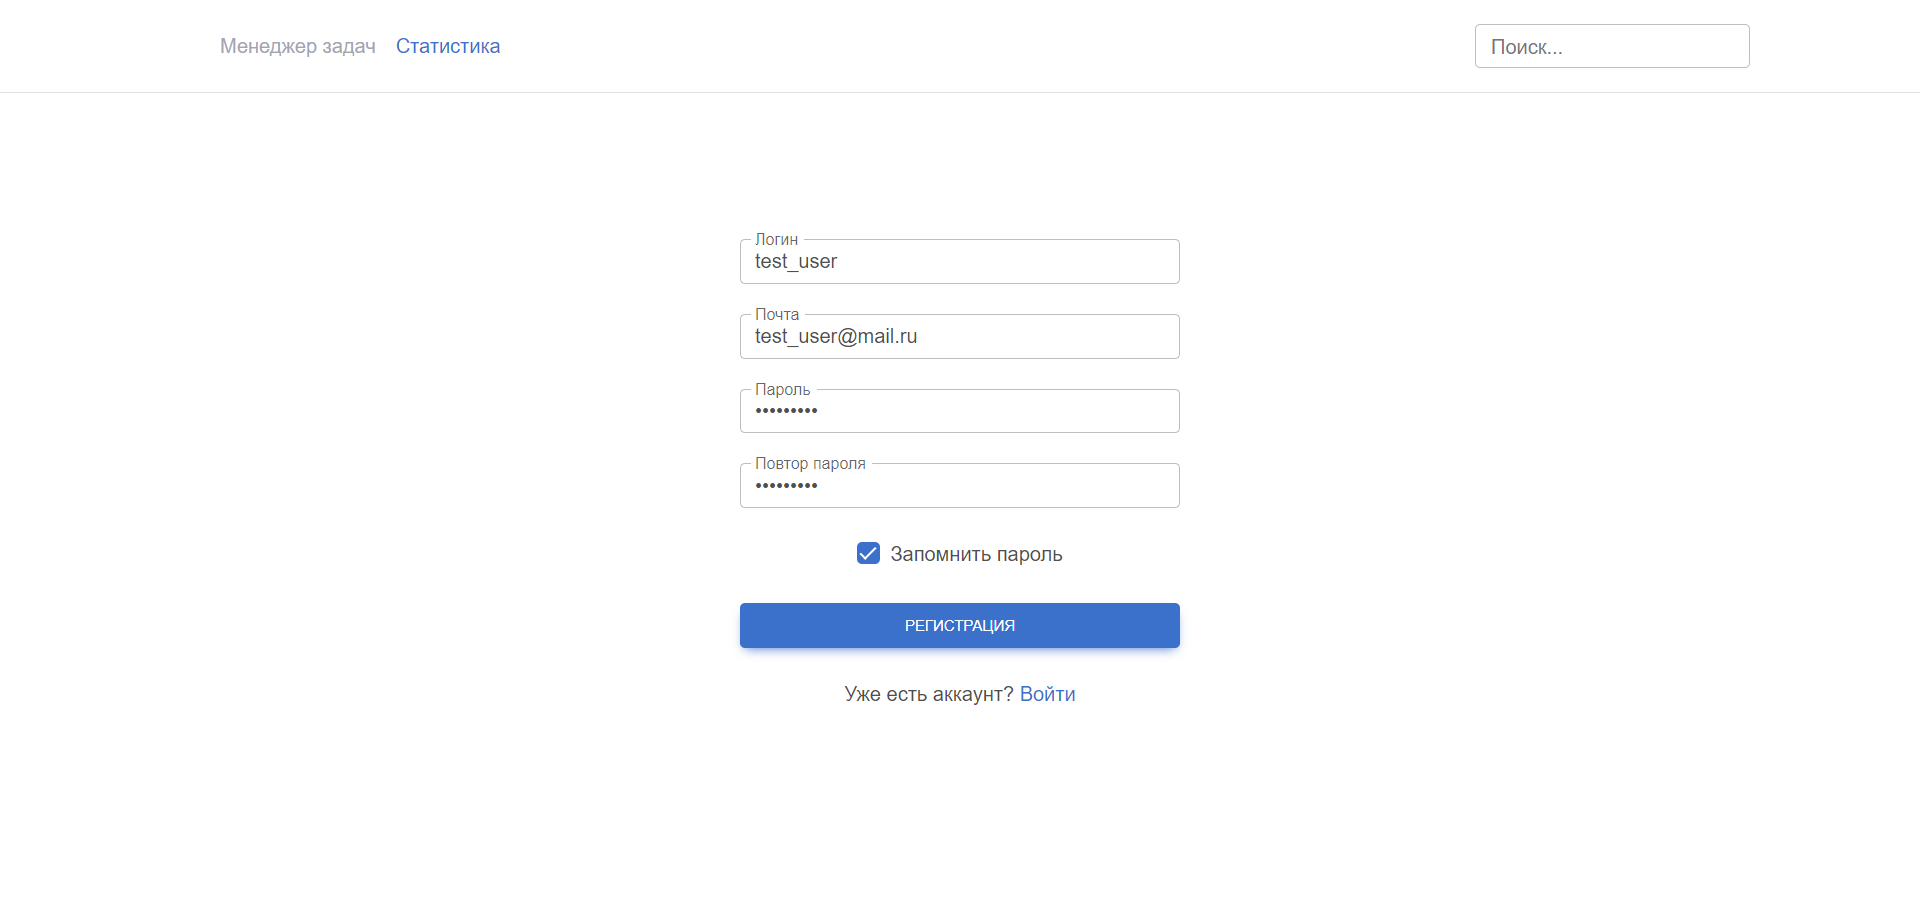 Менеджер задач Статистика Поиск...
Логин
test_user
Почта
test_user@mail.ru
Пароль
•••••••••
Повтор пароля
•••••••••
Запомнить пароль
РЕГИСТРАЦИЯ
Уже есть аккаунт? Войти